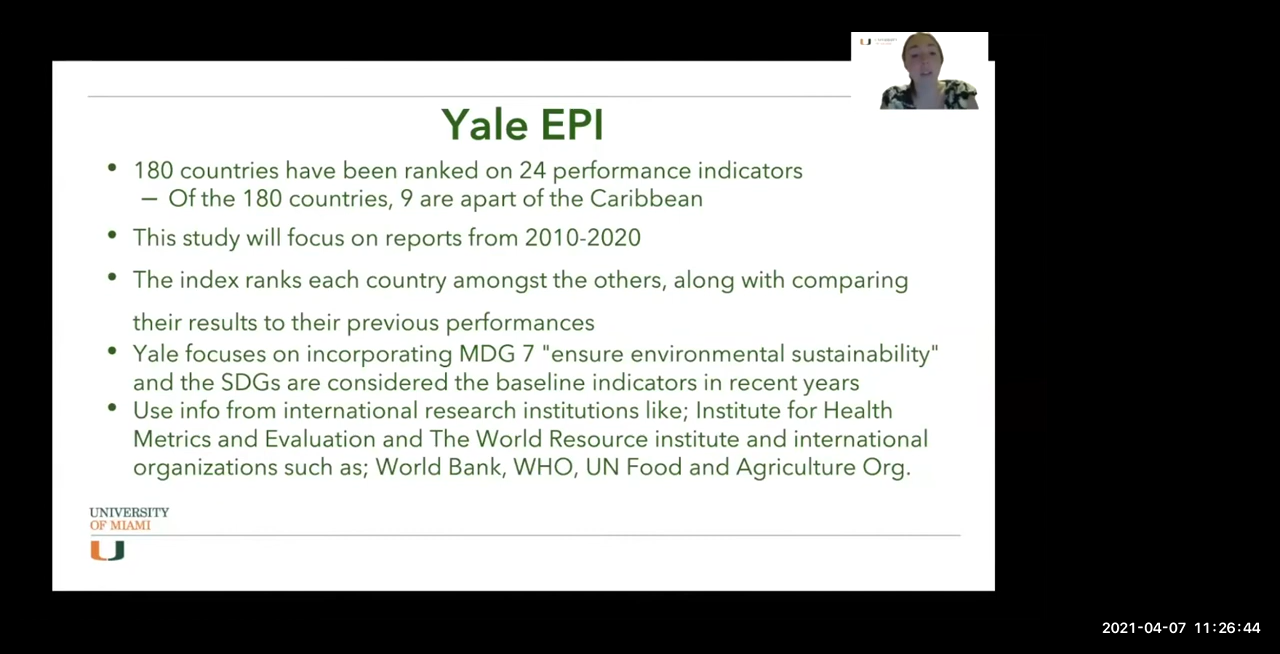 Yale EPI
• 180 countries have been ranked on 24 performance indicators
– Of the 180 countries, 9 are apart of the Caribbean
• This study will focus on reports from 2010-2020
• The index ranks each country amongst the others, along with comparing
their results to their previous performances
• Yale focuses on incorporating MDG 7 "ensure environmental sustainability"
and the SDGs are considered the baseline indicators in recent years
• Use info from international research institutions like; Institute for Health
Metrics and Evaluation and The World Resource institute and international
organizations such as; World Bank, WHO, UN Food and Agriculture Org.
UNIVERSITY
OF MIAMI
2021-04-07 11:26:44